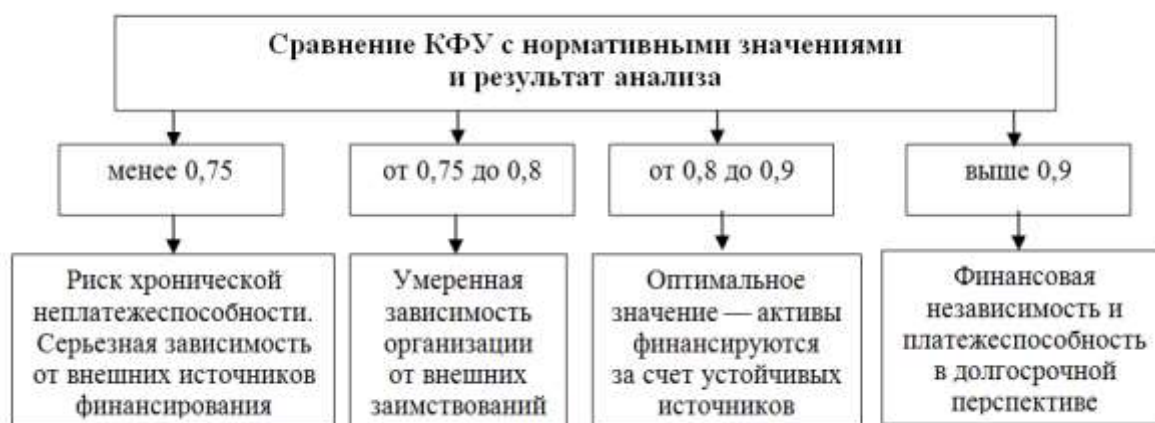 Сравнение КФУ с нормативными значениями
и результат анализа
менее 0,75
от 0,75 до 0,8
от 0,8 до 0,9
выше 0,9
Риск хронической
неплатежеспособности.
Серьезная зависимость
от внешних источников
финансирования
Умеренная
зависимость
организации
от внешних
заимствований
Оптимальное
значение — активы
финансируются
за счет устойчивых
источников
Финансовая
независимость и
платежеспособность
в долгосрочной
перспективе